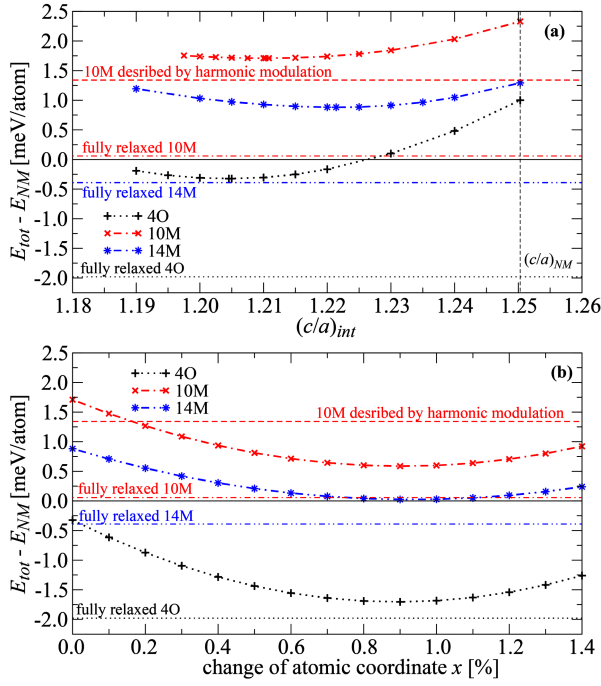 2.5
2.0
1.5
1.0
0.5
0.0
-0.5
-1.0
-1.5
-2.0
E_tot - E_NM [meV/atom]
(a)
10M desribed by harmonic modulation
fully relaxed 10M
fully relaxed 14M
4O
10M
14M
fully relaxed 4O
(c/a)_NM
1.18 1.19 1.20 1.21 1.22 1.23 1.24 1.25 1.26
(c/a)_int
2.5
2.0
1.5
1.0
0.5
0.0
-0.5
-1.0
-1.5
-2.0
E_tot - E_NM [meV/atom]
4O
10M
14M
(b)
10M desribed by harmonic modulation
fully relaxed 10M
fully relaxed 14M
fully relaxed 4O
0.0 0.2 0.4 0.6 0.8 1.0 1.2 1.4
change of atomic coordinate x [%]